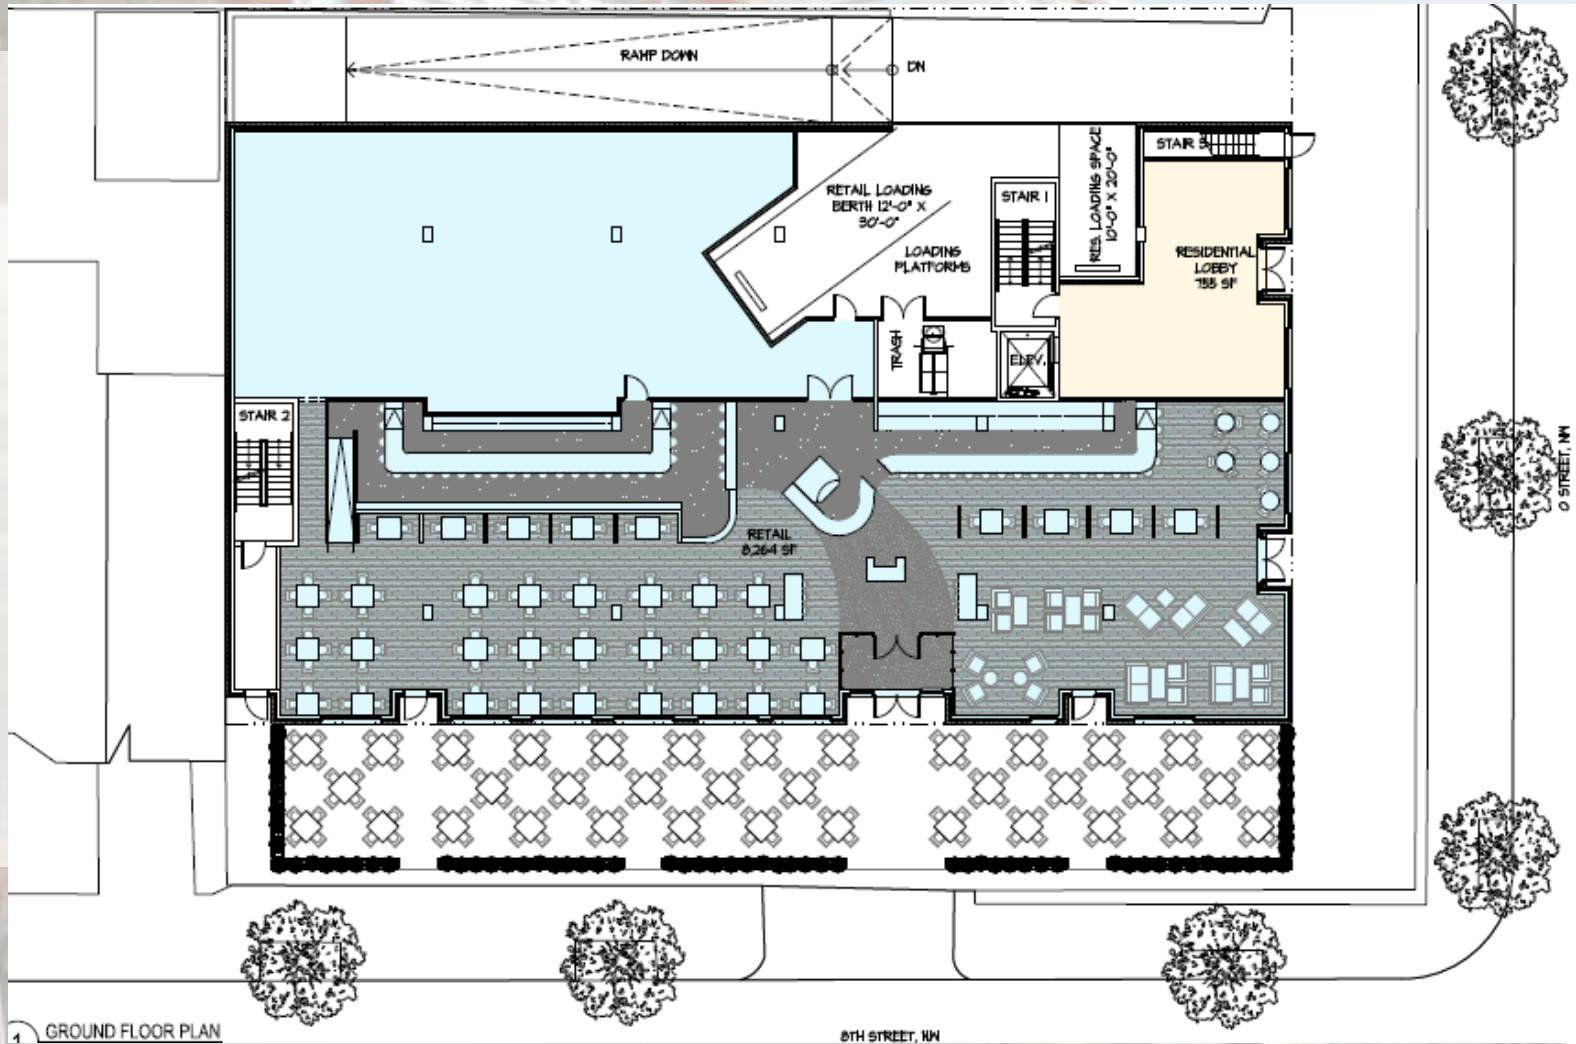 RAMP DOWN
DN
STAIR 3
RETAIL LOADING
BERTH 12'-0" X
30'-0"
STAIR 1
RES. LOADING SPACE
10'-0" X 20'-0"
LOADING
PLATFORMS
RESIDENTIAL
LOBBY
755 SF
TRASH
ELEV.
STAIR 2
RETAIL
8,264 SF
O STREET, NW
1 GROUND FLOOR PLAN
8TH STREET, NW